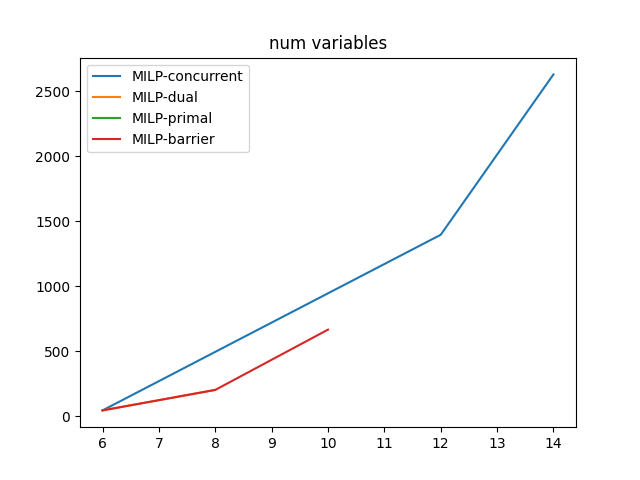 num variables
MILP-concurrent
MILP-dual
MILP-primal
MILP-barrier
2500
2000
1500
1000
500
0
6 7 8 9 10 11 12 13 14